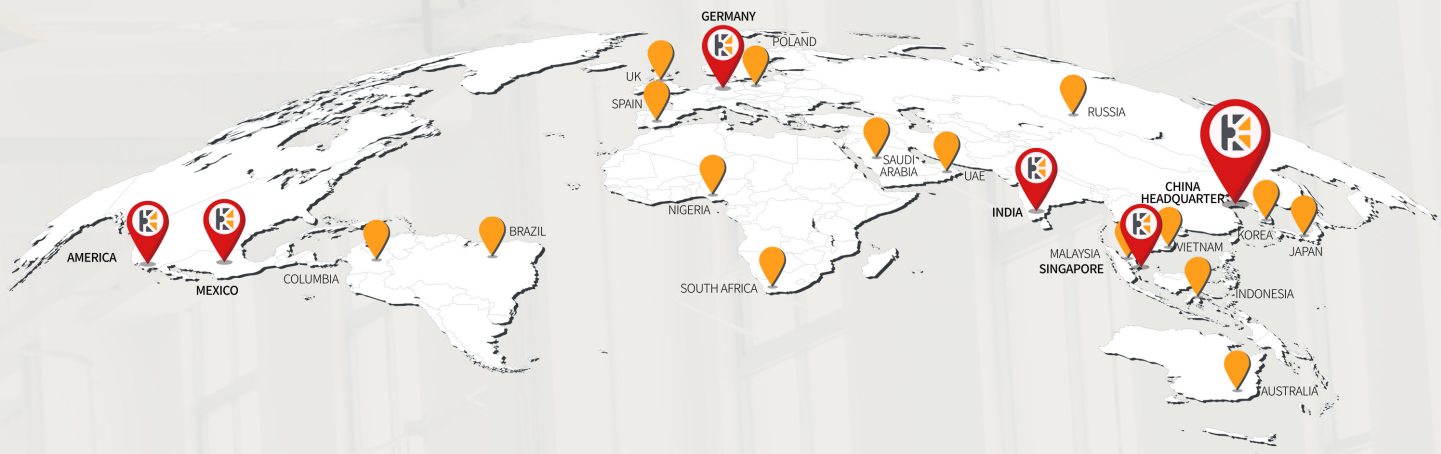 GERMANY
POLAND
UK
SPAIN
RUSSIA
SAUDI
ARABIA
UAE
NIGERIA
INDIA
CHINA
HEADQUARTER
KOREA
JAPAN
VIETNAM
MALAYSIA
SINGAPORE
AMERICA
MEXICO
COLUMBIA
BRAZIL
SOUTH AFRICA
INDONESIA
AUSTRALIA